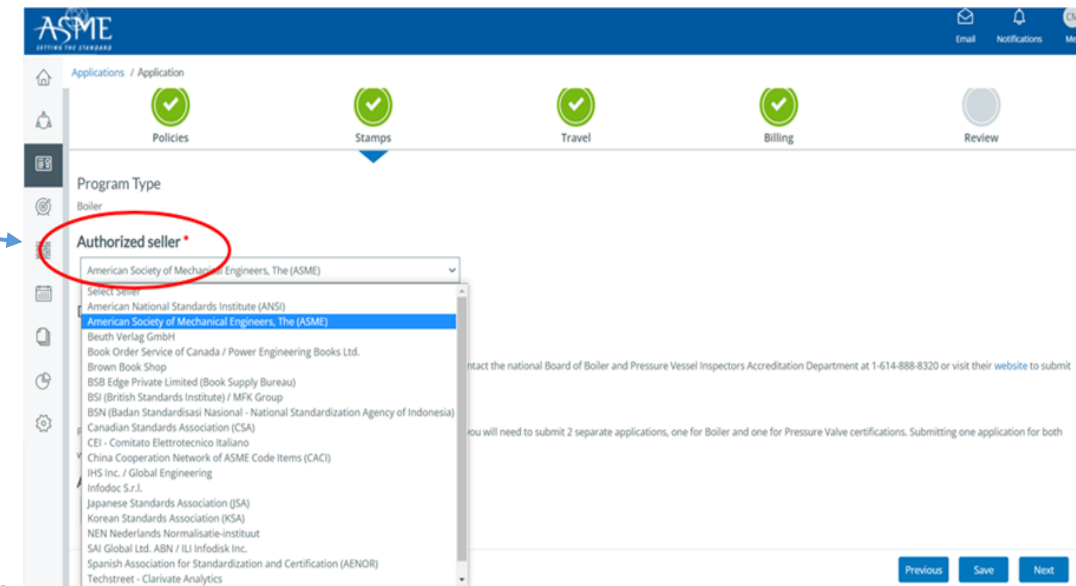 ASME
SETTING THE STANDARD
Email Notifications Me
CM
Applications / Application
Policies Stamps Travel Billing Review
Program Type
Boiler
Authorized seller *
American Society of Mechanical Engineers, The (ASME)
Select Seller
American National Standards Institute (ANSI)
American Society of Mechanical Engineers, The (ASME)
Beuth Verlag GmbH
Book Order Service of Canada / Power Engineering Books Ltd.
Brown Book Shop
ntact the national Board of Boiler and Pressure Vessel Inspectors Accreditation Department at 1-614-888-8320 or visit their website to submit
BSB Edge Private Limited (Book Supply Bureau)
BSI (British Standards Institute) / MFK Group
BSN (Badan Standardisasi Nasional - National Standardization Agency of Indonesia)
Canadian Standards Association (CSA)
you will need to submit 2 separate applications, one for Boiler and one for Pressure Valve certifications. Submitting one application for both
CEI - Comitato Elettrotecnico Italiano
China Cooperation Network of ASME Code Items (CACI)
IHS Inc. / Global Engineering
Infodoc S.r.l.
Japanese Standards Association (JSA)
Korean Standards Association (KSA)
NEN Nederlands Normalisatie-instituut
SAI Global Ltd. ABN / ILI Infodisk Inc.
Spanish Association for Standardization and Certification (AENOR)
Techstreet - Clarivate Analytics
Previous Save Next